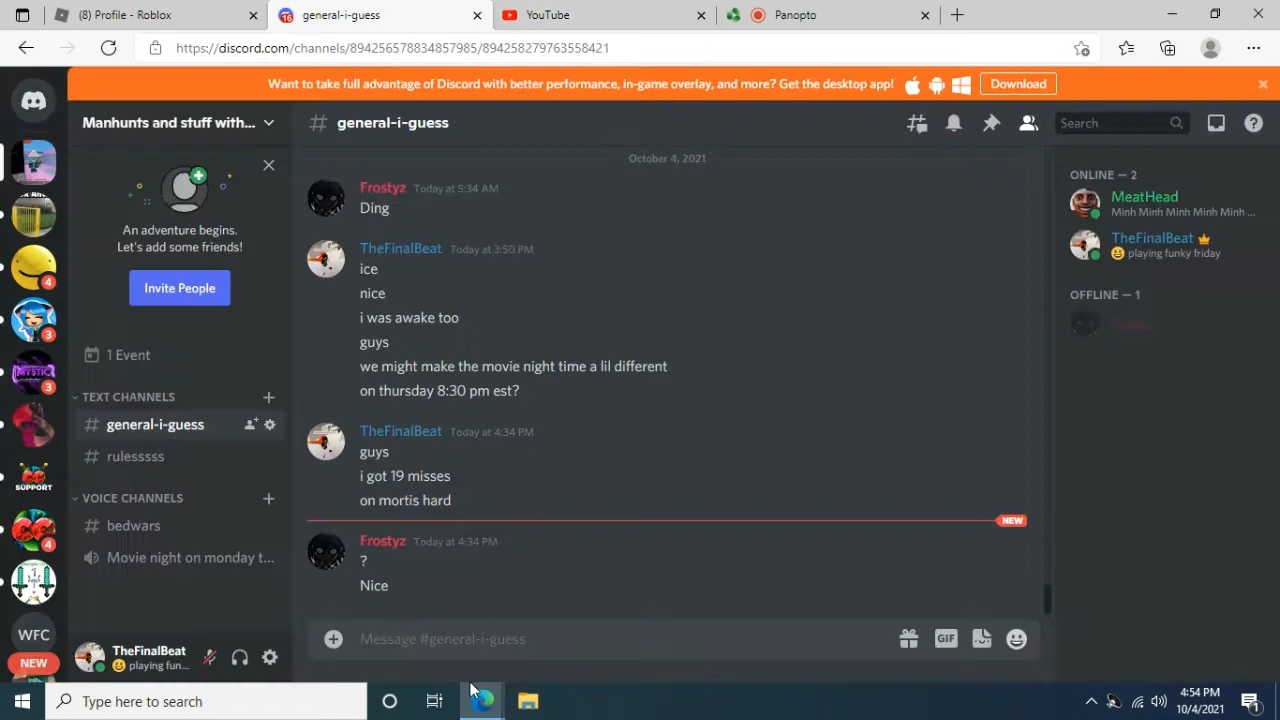 (8) Profile - Roblox
16
general-i-guess
YouTube
Panopto
https://discord.com/channels/894256578834857985/894258279763558421
Want to take full advantage of Discord with better performance, in-game overlay, and more? Get the desktop app!
Download
Manhunts and stuff with...
general-i-guess
Search
October 4, 2021
An adventure begins.
Let's add some friends!
Invite People
1 Event
TEXT CHANNELS
general-i-guess
rulesssss
VOICE CHANNELS
bedwars
Movie night on monday t...
4
3
MYSTIC
3
SUPPORT
4
WFC
NEW
TheFinalBeat
playing fun...
Frostyz Today at 5:34 AM
Ding
TheFinalBeat Today at 3:50 PM
ice
nice
i was awake too
guys
we might make the movie night time a lil different
on thursday 8:30 pm est?
TheFinalBeat Today at 4:34 PM
guys
i got 19 misses
on mortis hard
NEW
Frostyz Today at 4:34 PM
?
Nice
Message #general-i-guess
GIF
ONLINE — 2
MeatHead
Minh Minh Minh Minh Minh ...
TheFinalBeat
playing funky friday
OFFLINE — 1
Type here to search
4:54 PM
10/4/2021
1